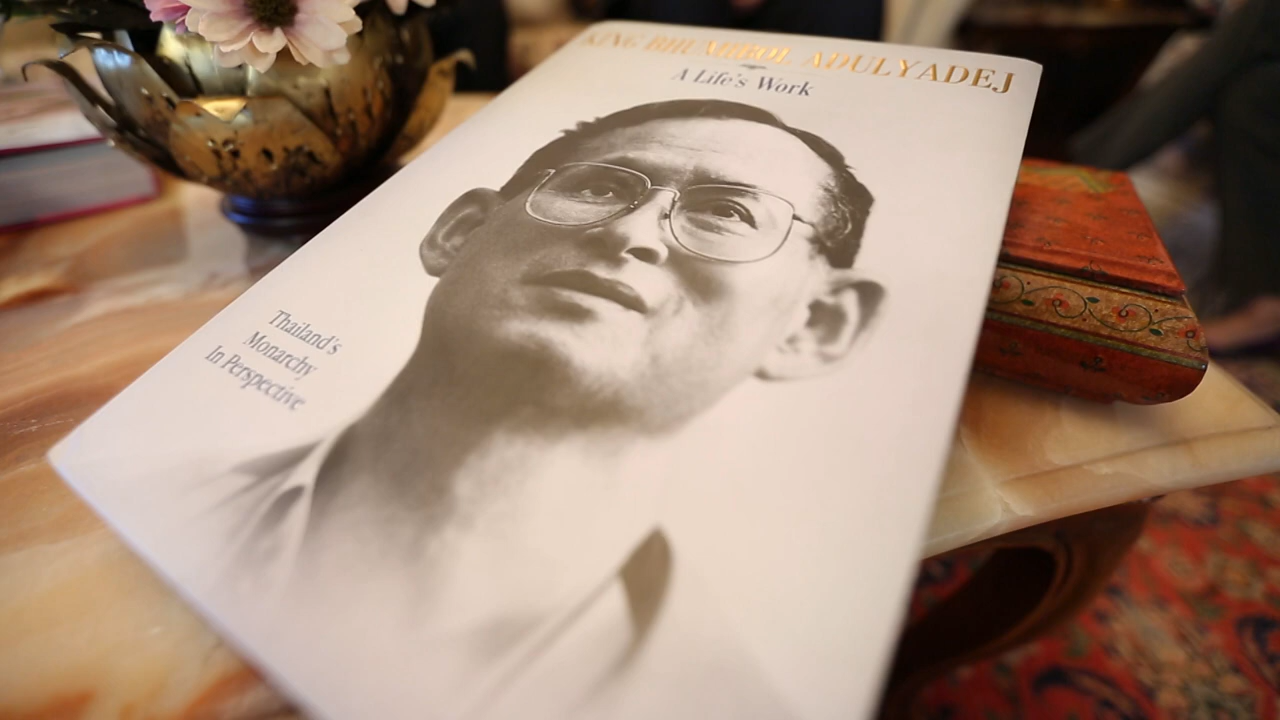 KING BHUMIBOL ADULYADEJ
A Life's Work
Thailand's
Monarchy
In Perspective